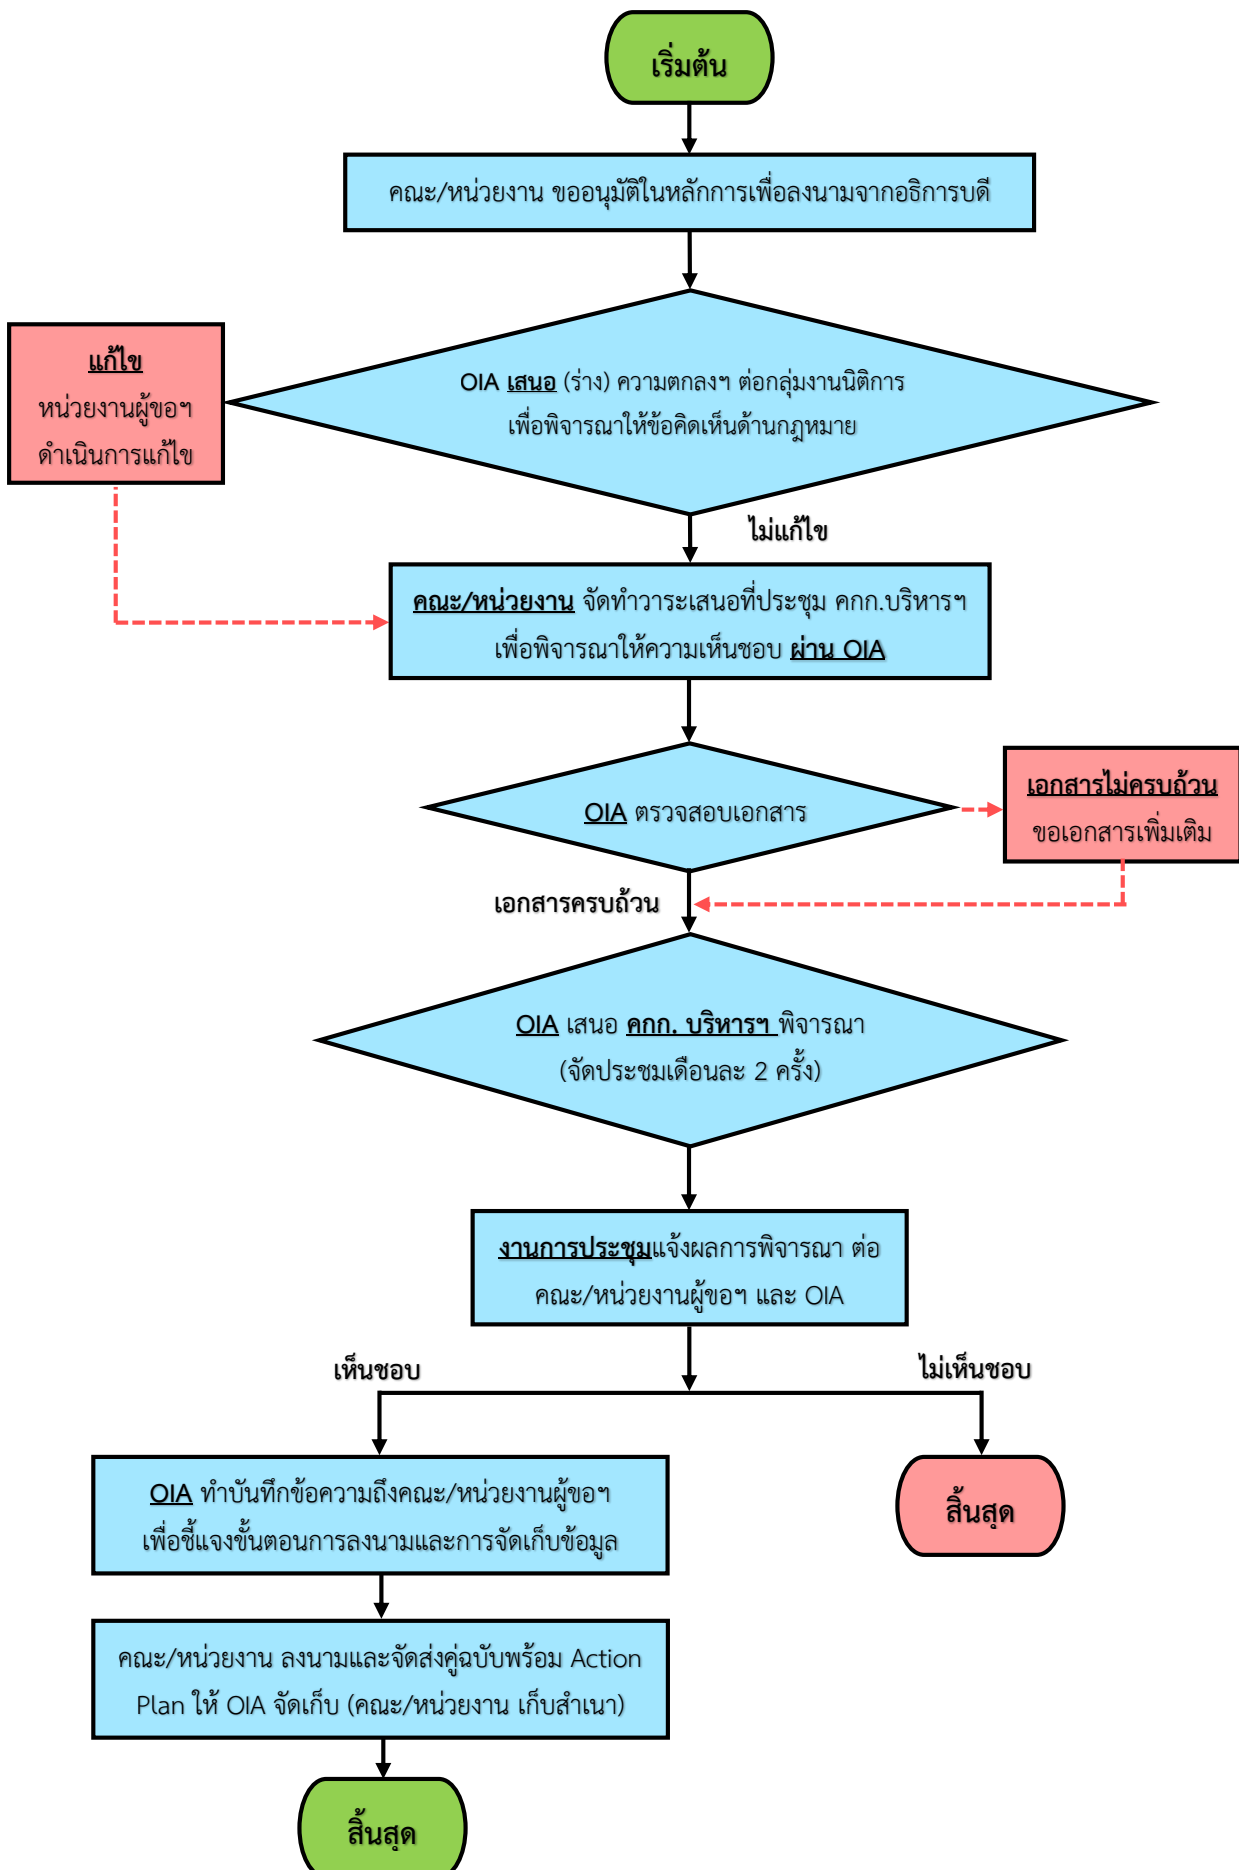 เริ่มต้น
คณะ/หน่วยงาน ขออนุมัติในหลักการเพื่อลงนามจากอธิการบดี
แก้ไข
หน่วยงานผู้ขอฯ
ดำเนินการแก้ไข
OIA เสนอ (ร่าง) ความตกลงฯ ต่อกลุ่มงานนิติการ
เพื่อพิจารณาให้ข้อคิดเห็นด้านกฎหมาย
ไม่แก้ไข
คณะ/หน่วยงาน จัดทำวาระเสนอที่ประชุม คกก.บริหารฯ
เพื่อพิจารณาให้ความเห็นชอบ ผ่าน OIA
OIA ตรวจสอบเอกสาร
เอกสารไม่ครบถ้วน
ขอเอกสารเพิ่มเติม
เอกสารครบถ้วน
OIA เสนอ คกก. บริหารฯ พิจารณา
(จัดประชมเดือนละ 2 ครั้ง)
งานการประชุมแจ้งผลการพิจารณา ต่อ
คณะ/หน่วยงานผู้ขอฯ และ OIA
เห็นชอบ
ไม่เห็นชอบ
OIA ทำบันทึกข้อความถึงคณะ/หน่วยงานผู้ขอฯ
เพื่อชี้แจงขั้นตอนการลงนามและการจัดเก็บข้อมูล
สิ้นสุด
คณะ/หน่วยงาน ลงนามและจัดส่งคู่ฉบับพร้อม Action
Plan ให้ OIA จัดเก็บ (คณะ/หน่วยงาน เก็บสำเนา)
สิ้นสุด